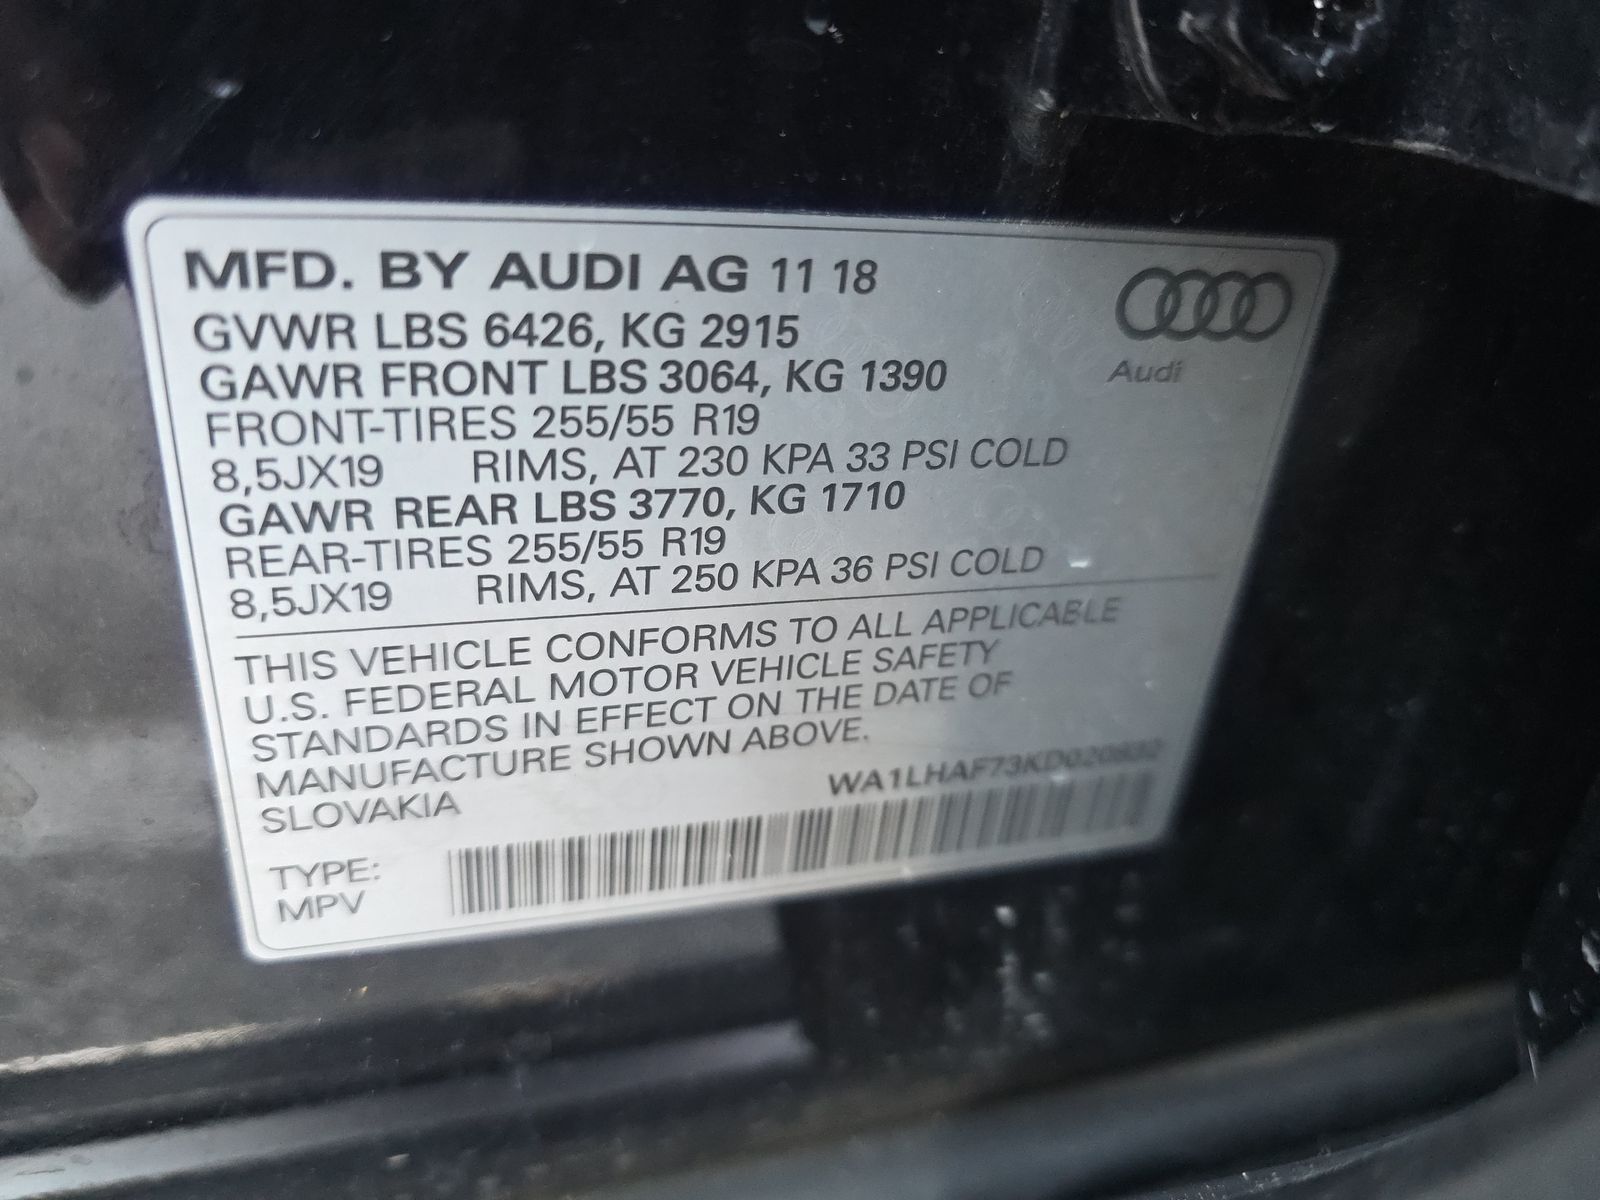 MFD. BY AUDI AG 11 18
GVWR LBS 6426, KG 2915
GAWR FRONT LBS 3064, KG 1390
FRONT-TIRES 255/55 R19
8,5JX19 RIMS, AT 230 KPA 33 PSI COLD
GAWR REAR LBS 3770, KG 1710
REAR-TIRES 255/55 R19
8,5JX19 RIMS, AT 250 KPA 36 PSI COLD
Audi
THIS VEHICLE CONFORMS TO ALL APPLICABLE
U.S. FEDERAL MOTOR VEHICLE SAFETY
STANDARDS IN EFFECT ON THE DATE OF
MANUFACTURE SHOWN ABOVE.
SLOVAKIA
TYPE:
MPV